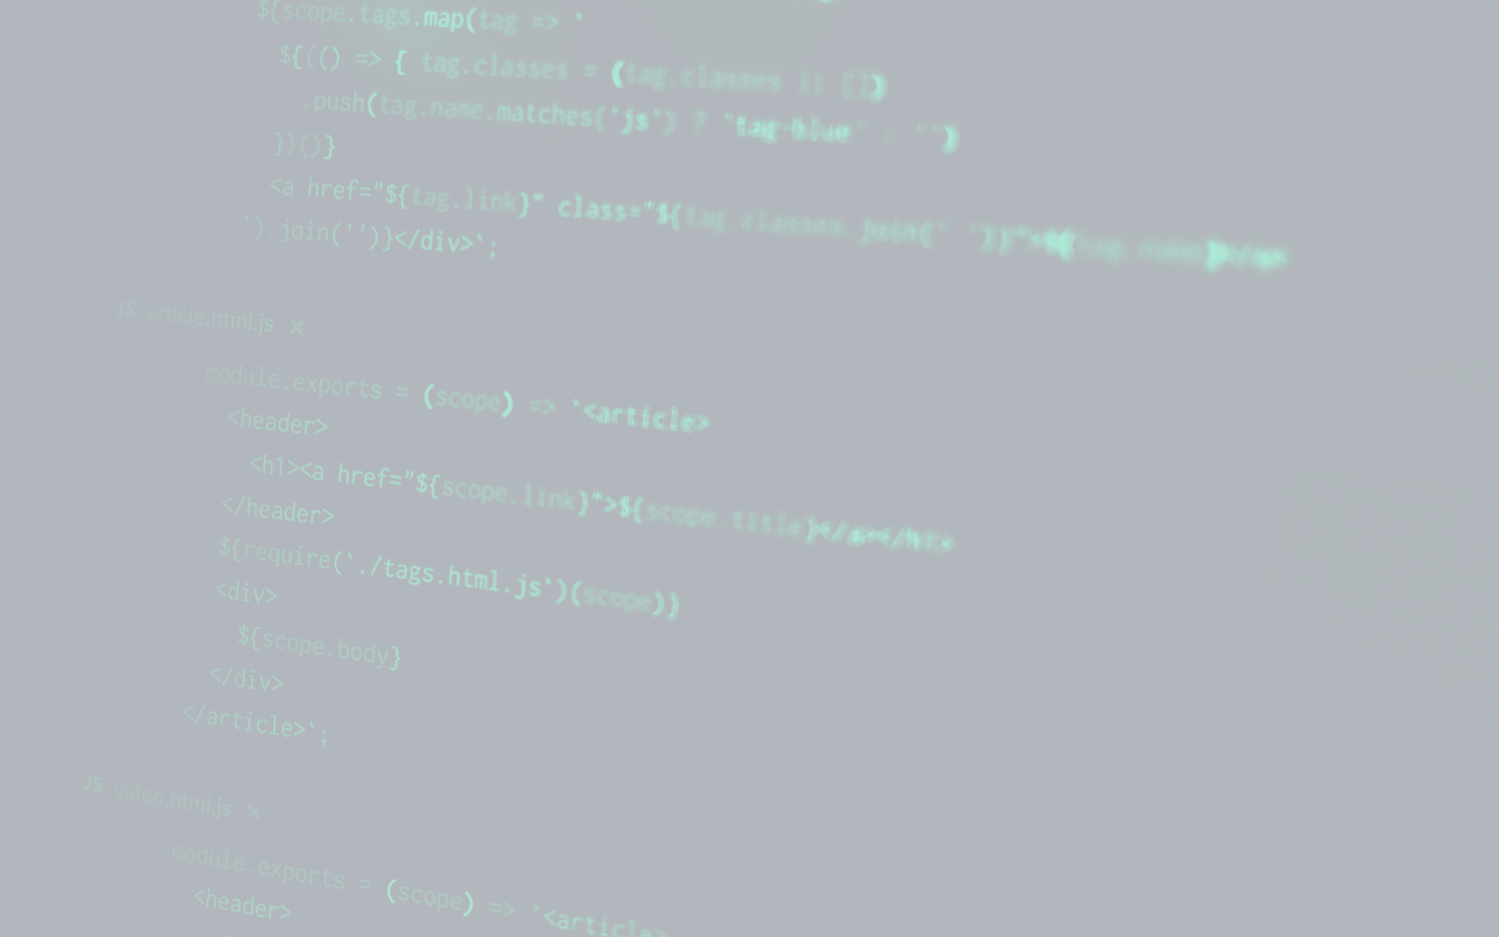 ${scope.tags.map(tag => `
${(() => { tag.classes = (tag.classes || [])
.push(tag.name.matches('js') ? 'tag-blue' : '')
})()}
<a href="${tag.link}" class="${tag.classes.join(' ')}">${tag.name}</a>
`).join('')}</div>`;
JS article.html.js ×
module.exports = (scope) => `<article>
<header>
<h1><a href="${scope.link}">${scope.title}</a></h1>
</header>
${require(`./tags.html.js`)(scope)}
<div>
${scope.body}
</div>
</article>`;
JS video.html.js ×
module.exports = (scope) => `<article>
<header>